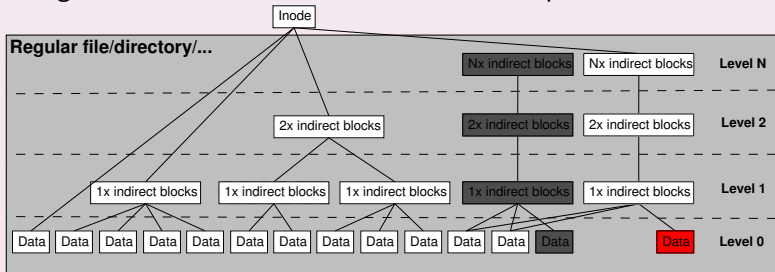 Inode
Regular file/directory/...
Nx indirect blocks Nx indirect blocks Level N
2x indirect blocks 2x indirect blocks 2x indirect blocks Level 2
1x indirect blocks 1x indirect blocks 1x indirect blocks 1x indirect blocks 1x indirect blocks Level 1
Data Data Data Data Data Data Data Data Data Data Data Data Data Data Data Level 0